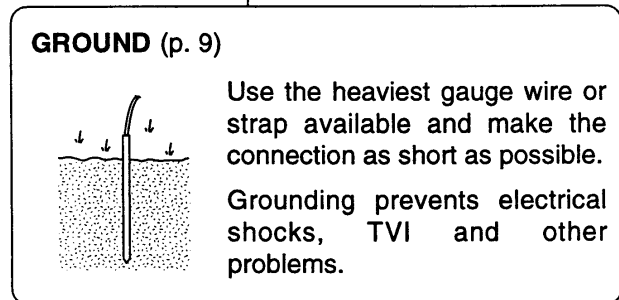 GROUND (p. 9)
Use the heaviest gauge wire or
strap available and make the
connection as short as possible.
Grounding prevents electrical
shocks, TVI and other
problems.